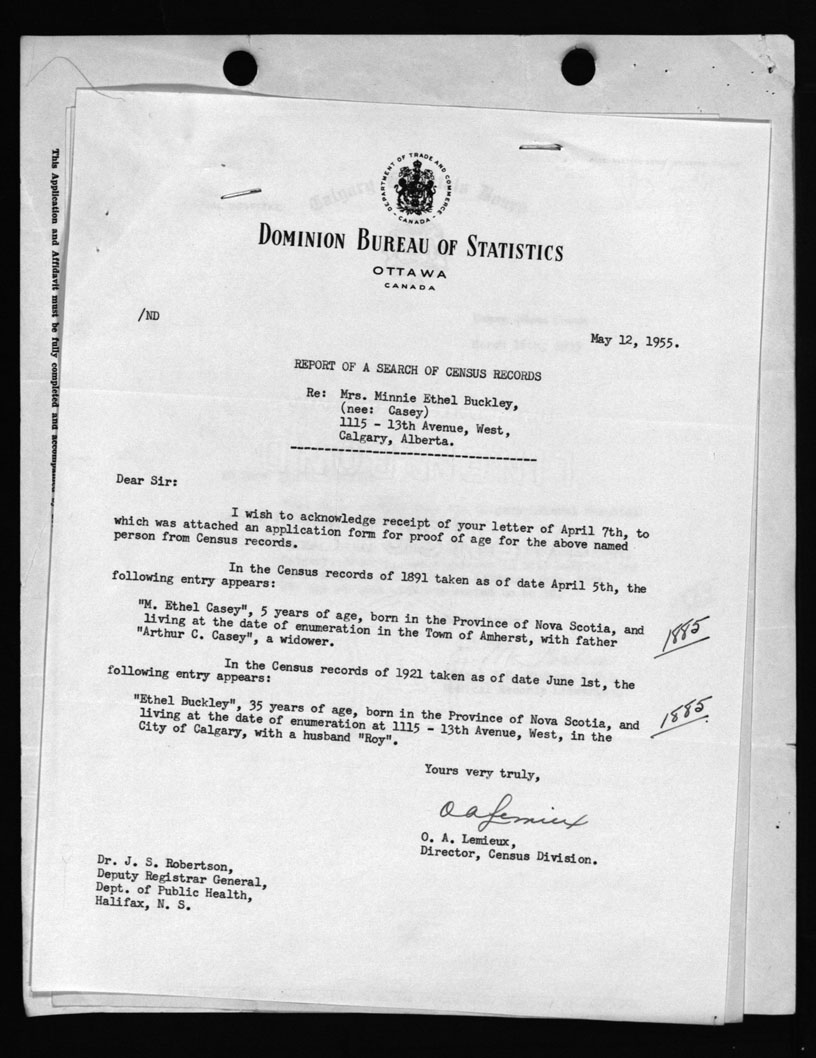 This Application and Affidavit must be fully completed and
DEPARTMENT OF TRADE AND COMMERCE
- CANADA -
DOMINION BUREAU OF STATISTICS
OTTAWA
CANADA
/ND
May 12, 1955.
REPORT OF A SEARCH OF CENSUS RECORDS
Re: Mrs. Minnie Ethel Buckley,
(nee: Casey)
1115 - 13th Avenue, West,
Calgary, Alberta.
Dear Sir:
I wish to acknowledge receipt of your letter of April 7th, to
which was attached an application form for proof of age for the above named
person from Census records.
In the Census records of 1891 taken as of date April 5th, the
following entry appears:
"M. Ethel Casey", 5 years of age, born in the Province of Nova Scotia, and
living at the date of enumeration in the Town of Amherst, with father
"Arthur C. Casey", a widower.
1885
In the Census records of 1921 taken as of date June 1st, the
following entry appears:
"Ethel Buckley", 35 years of age, born in the Province of Nova Scotia, and
living at the date of enumeration at 1115 - 13th Avenue, West, in the
City of Calgary, with a husband "Roy".
1885
Yours very truly,
O A Lemieux
O. A. Lemieux,
Director, Census Division.
Dr. J. S. Robertson,
Deputy Registrar General,
Dept. of Public Health,
Halifax, N. S.